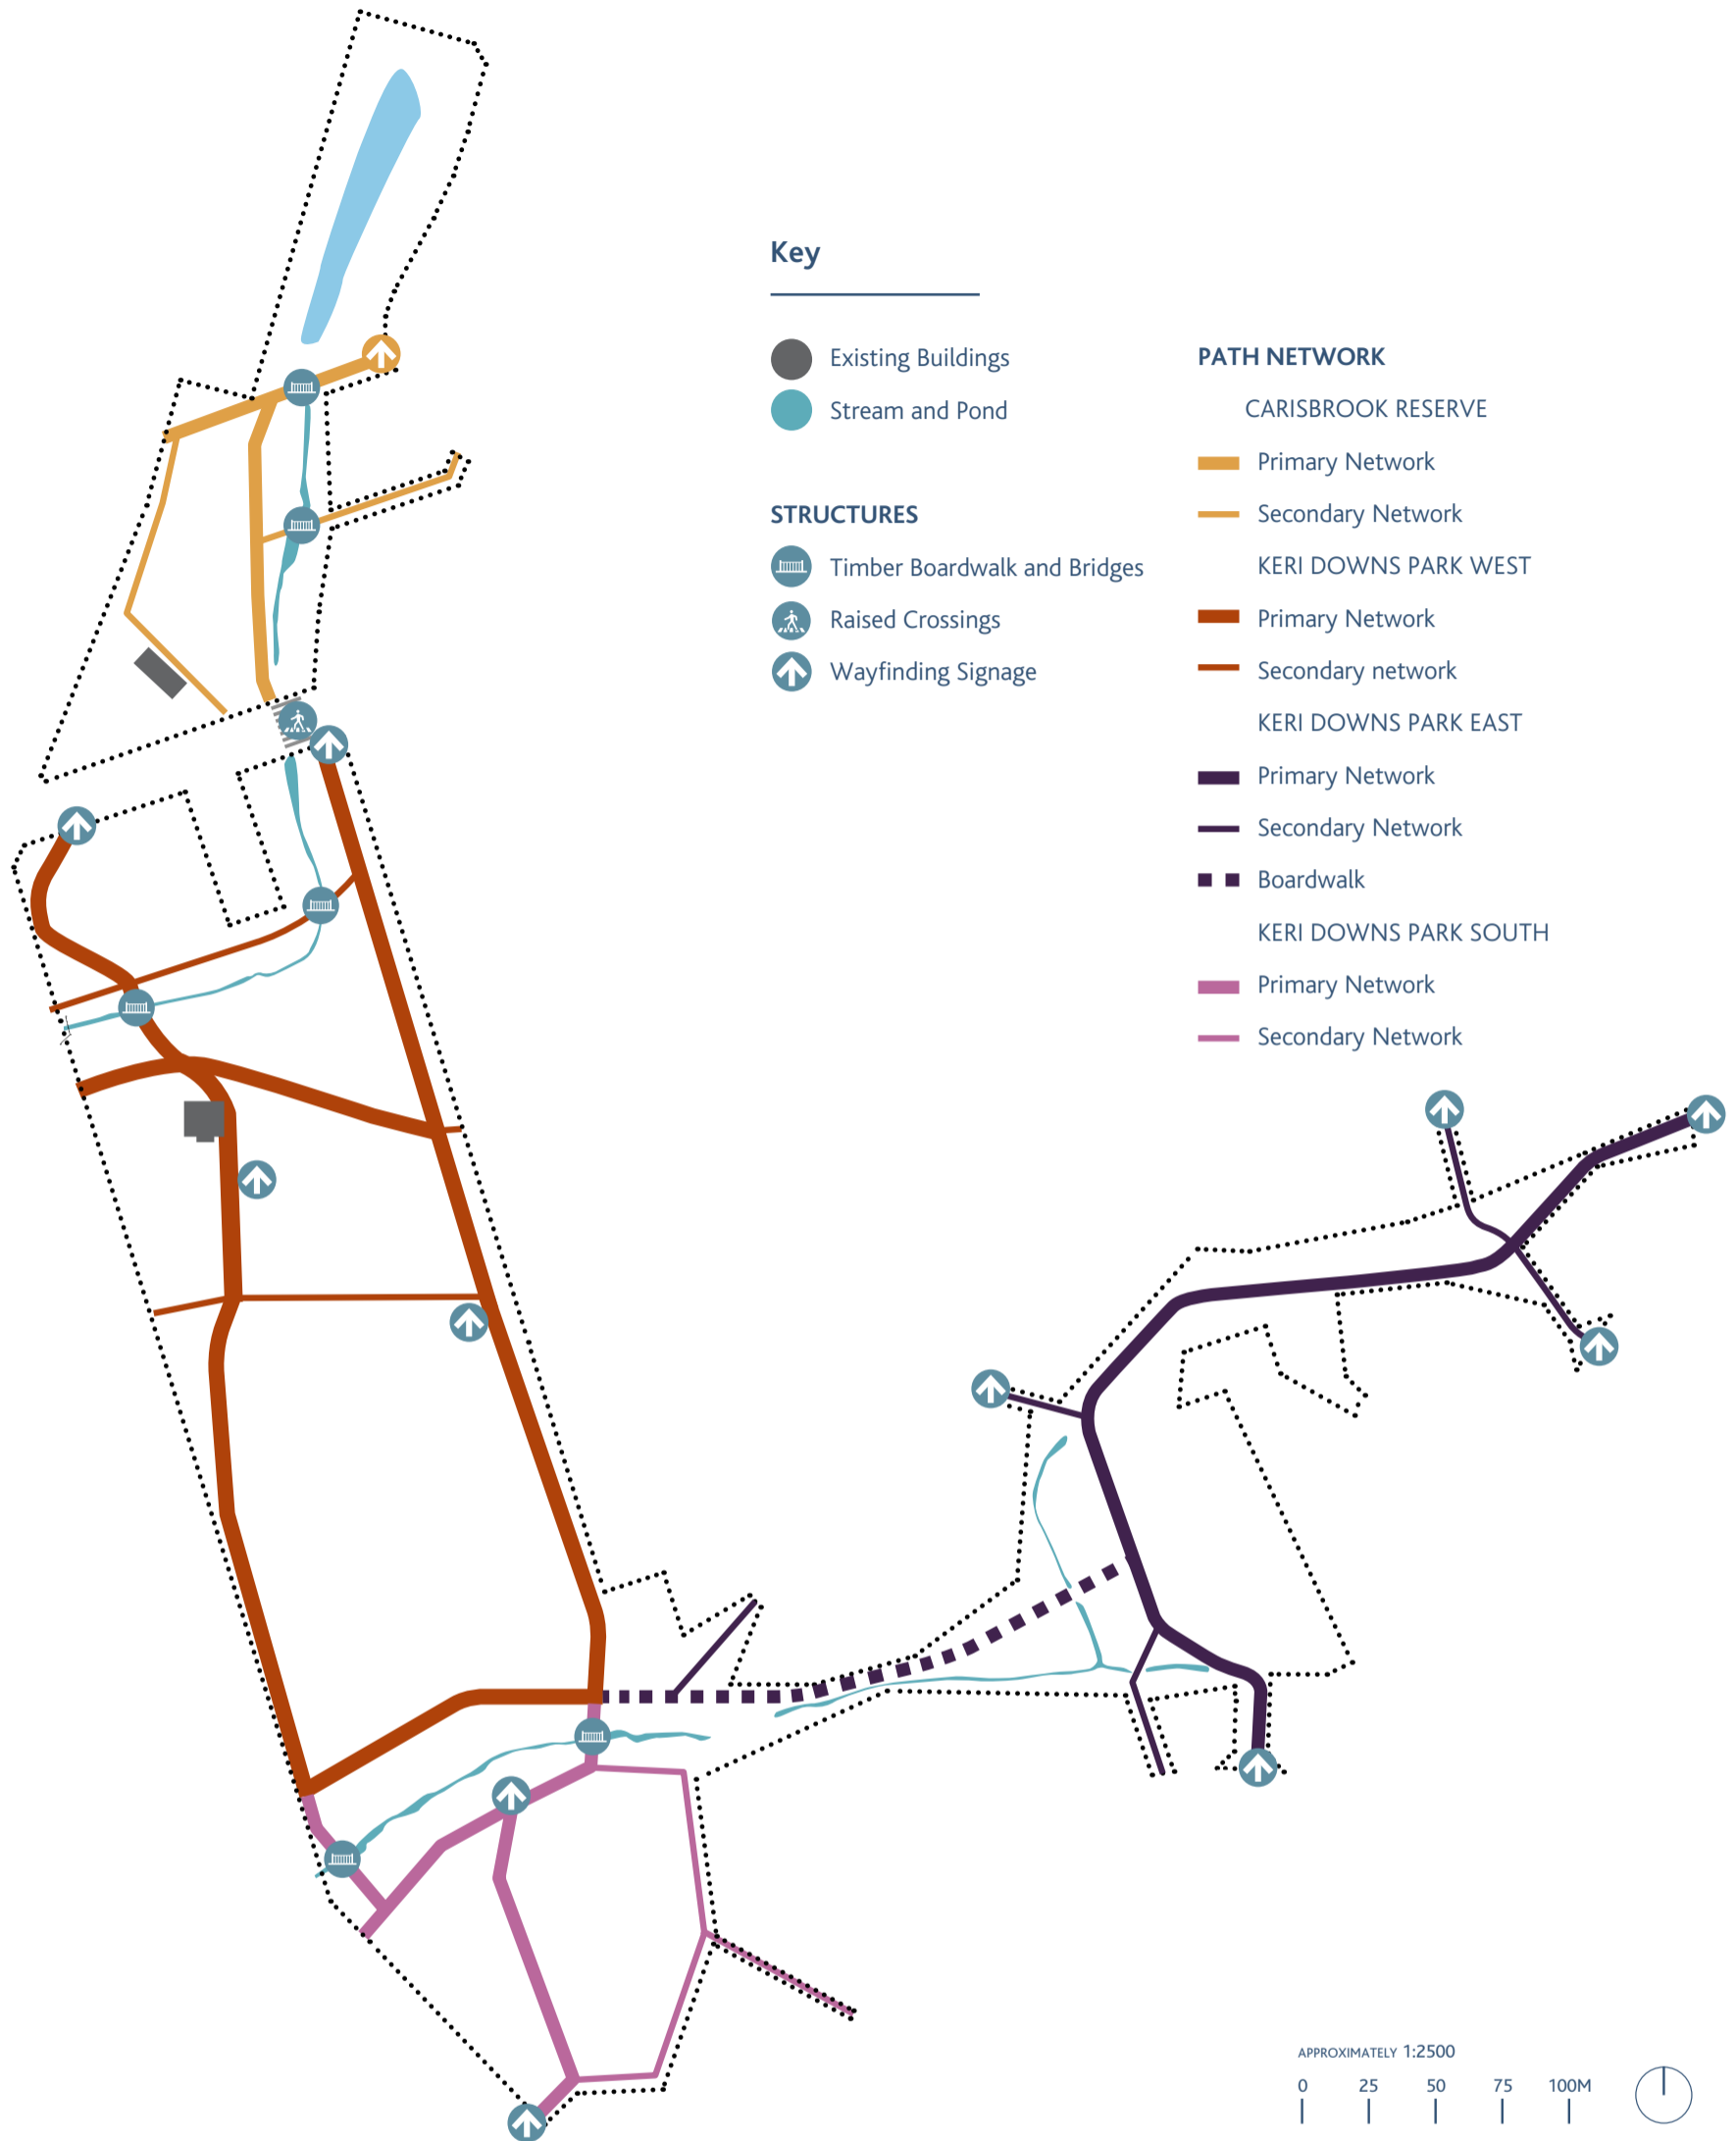 Key
Existing Buildings
Stream and Pond
STRUCTURES
Timber Boardwalk and Bridges
Raised Crossings
Wayfinding Signage
PATH NETWORK
CARISBROOK RESERVE
Primary Network
Secondary Network
KERI DOWNS PARK WEST
Primary Network
Secondary network
KERI DOWNS PARK EAST
Primary Network
Secondary Network
Boardwalk
KERI DOWNS PARK SOUTH
Primary Network
Secondary Network
APPROXIMATELY 1:2500
0 25 50 75 100M